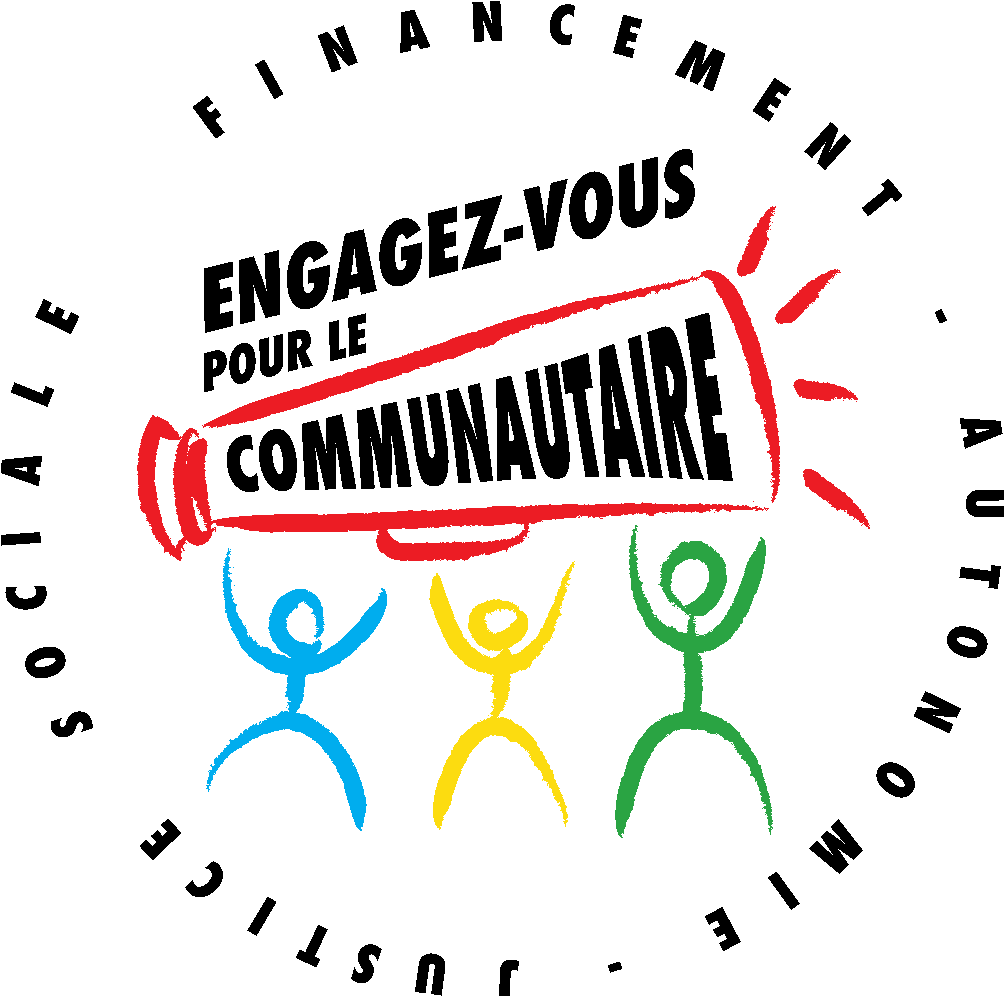 FINANCEMENT - AUTONOMIE - JUSTICE SOCIALE
ENGAGEZ-VOUS
POUR LE
COMMUNAUTAIRE